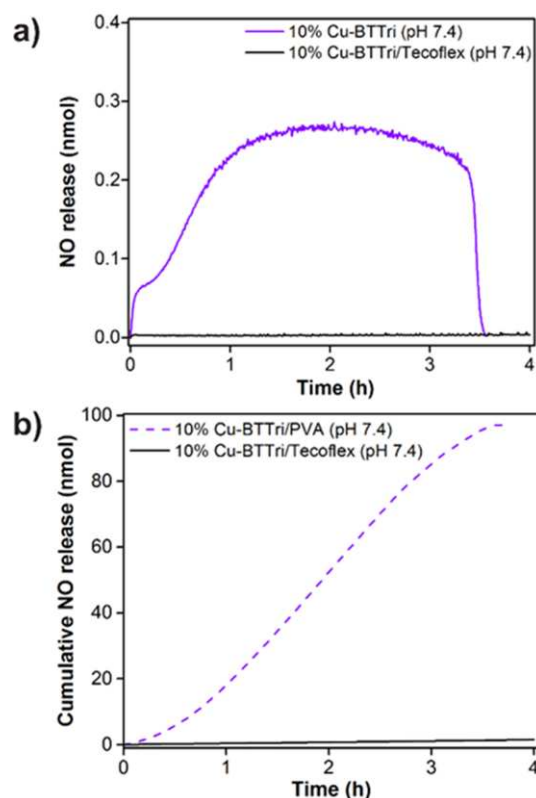 a)
NO release (nmol)
0.4
0.3
0.2
0.1
0.0
10% Cu-BTTri (pH 7.4)
10% Cu-BTTri/Tecoflex (pH 7.4)
0 1 2 3 4
Time (h)
b)
Cumulative NO release (nmol)
100
80
60
40
20
0
10% Cu-BTTri/PVA (pH 7.4)
10% Cu-BTTri/Tecoflex (pH 7.4)
0 1 2 3 4
Time (h)